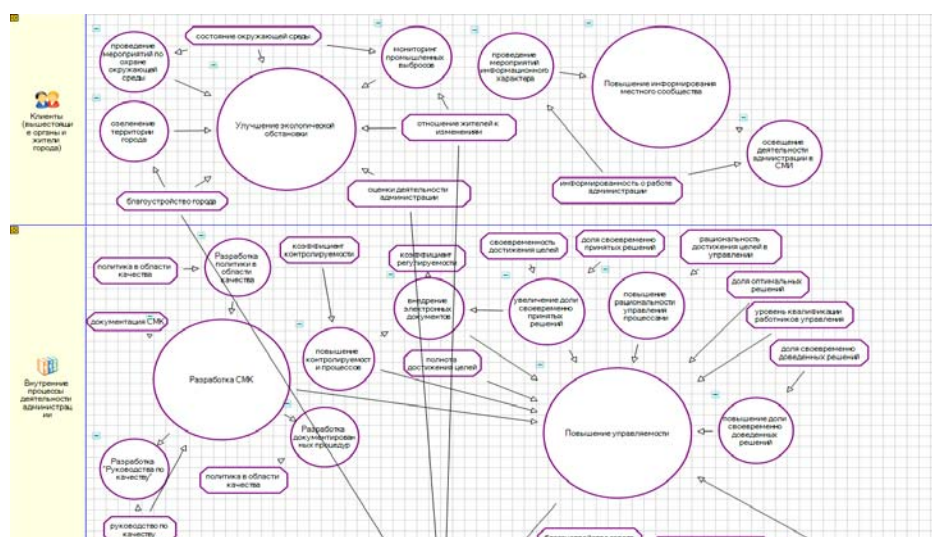 Клиенты
(вышестоящи
е органы и
жители
города)
проведение
мероприятий по
охране
окружающей
среды
состояние окружающей среды
мониторинг
промышленных
выбросов
проведение
мероприятий
информационного
характера
Повышение информирования
местного сообщества
озеленение
территории
города
Улучшение экологической
обстановки
отношение жителей к
изменениям
освещение
деятельности
администрации в
СМИ
благоустройство города
оценки деятельности
администрации
информированность о работе
администрации
Внутренние
процессы
деятельности
администрац
ии
политика в области
качества
Разработка
политики в
области
качества
коэффициент
контролируемости
коэффициент
регулируемости
своевременность
достижения целей
доля своевременно
принятых решений
рациональность
достижения целей в
управлении
доля оптимальных
решений
внедрение
электронных
документов
увеличение доли
своевременно
принятых
решений
повышение
рациональности
управления
процессами
уровень квалификации
работников управления
документация СМК
повышение
контролируемост
и процессов
полнота
достижения целей
доля своевременно
доведенных решений
Разработка СМК
Повышение управляемости
повышение доли
своевременно
доведенных
решений
Разработка
документирован
ных процедур
Разработка
"Руководства по
качеству"
политика в области
качества
руководство по
качеству